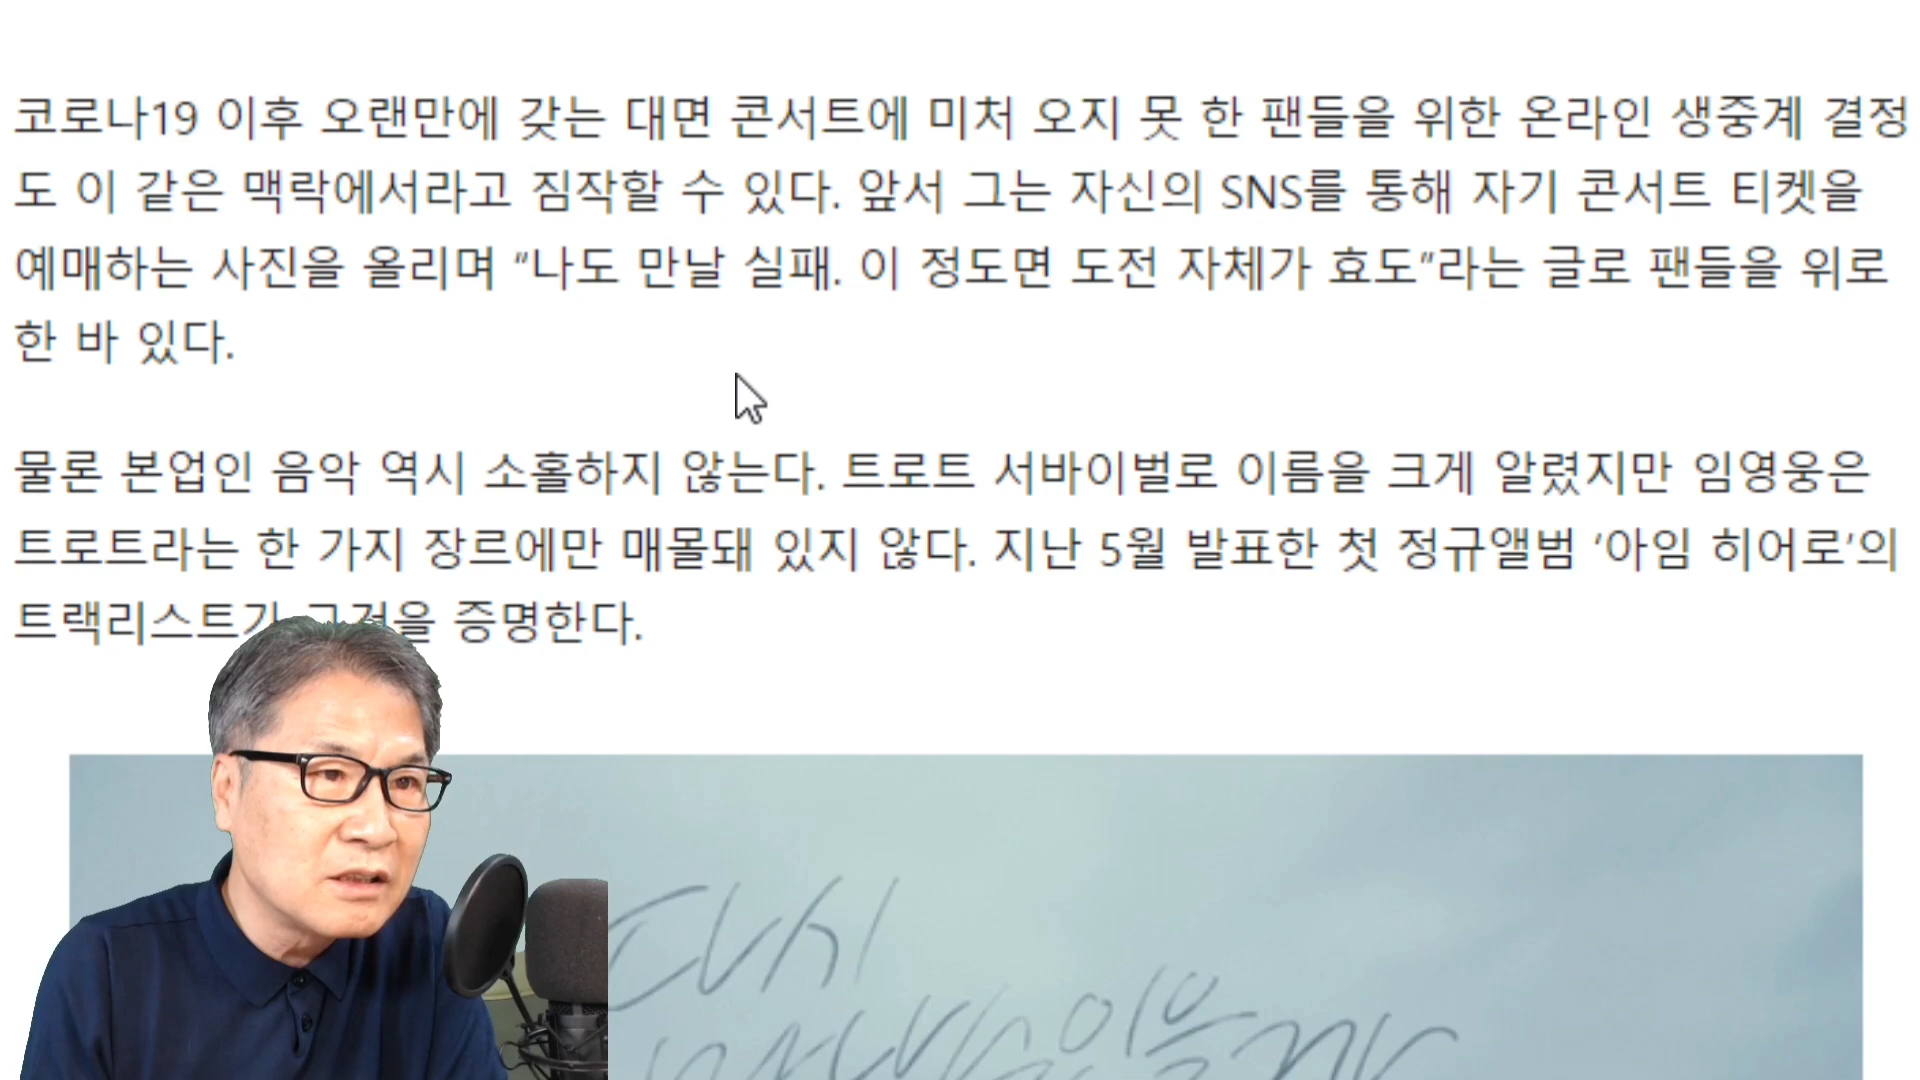 코로나19 이후 오랜만에 갖는 대면 콘서트에 미처 오지 못 한 팬들을 위한 온라인 생중계 결정
도 이 같은 맥락에서라고 짐작할 수 있다. 앞서 그는 자신의 SNS를 통해 자기 콘서트 티켓을
예매하는 사진을 올리며 “나도 만날 실패. 이 정도면 도전 자체가 효도”라는 글로 팬들을 위로
한 바 있다.
물론 본업인 음악 역시 소홀하지 않는다. 트로트 서바이벌로 이름을 크게 알렸지만 임영웅은
트로트라는 한 가지 장르에만 매몰돼 있지 않다. 지난 5월 발표한 첫 정규앨범 ‘아임 히어로’의
트랙리스트가 증명한다.
다시